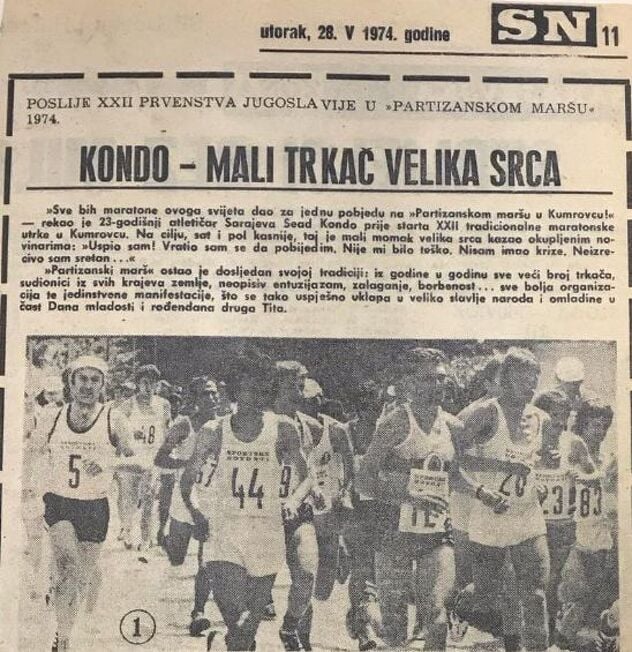 utorak, 28. V 1974. godine SN 11
POSLIJE XXII PRVENSTVA JUGOSLAVIJE U »PARTIZANSKOM MARŠU«
1974.
KONDO – MALI TRKAČ VELIKA SRCA
»Sve bih maratone ovoga svijeta dao za jednu pobjedu na »Partizanskom maršu u Kumrovcu!«
— rekao je 23-godišnji atletičar Sarajeva Sead Kondo prije starta XXII tradicionalne maratonske
utrke u Kumrovcu. Na cilju, sat i pol kasnije, taj je mali momak velika srca kazao okupljenim no-
vinarima: »Uspio sam! Vratio sam se da pobijedim. Nije mi bilo teško. Nisam imao krize. Neizre-
civo sam sretan . . .«
»Partizanski marš« ostao je dosljedan svojoj tradiciji: iz godine u godinu sve veći broj trkača,
sudionici iz svih krajeva zemlje, neopisiv entuzijazam, zalaganje, borbenost . . . sve bolja organiza-
cija te jedinstvene manifestacije, što se tako uspješno uklapa u veliko slavlje naroda i omladine u
čast Dana mladosti i rođendana druga Tita.
48
SPORTSKE
NOVOSTI
5
44
9
20
23
83
1